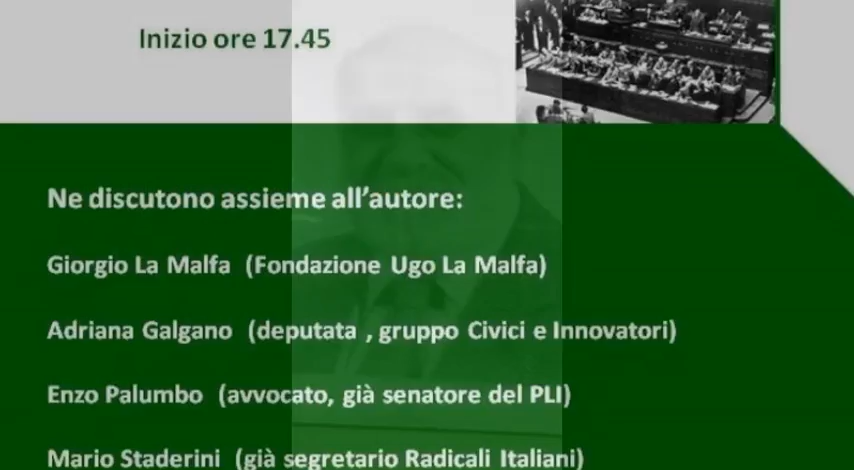 Inizio ore 17.45
Ne discutono assieme all'autore:
Giorgio La Malfa (Fondazione Ugo La Malfa)
Adriana Galgano (deputata , gruppo Civici e Innovatori)
Enzo Palumbo (avvocato, già senatore del PLI)
Mario Staderini (già segretario Radicali Italiani)